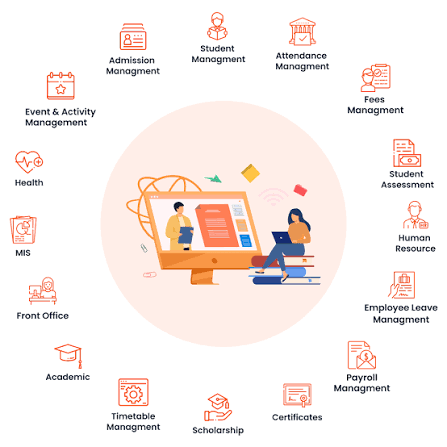 Student
Managment
Attendance
Managment
Fees
Managment
Student
Assessment
Human
Resource
Employee Leave
Managment
Payroll
Managment
Certificates
Scholarship
Timetable
Managment
Academic
Front Office
MIS
Health
Event & Activity
Management
Admission
Managment